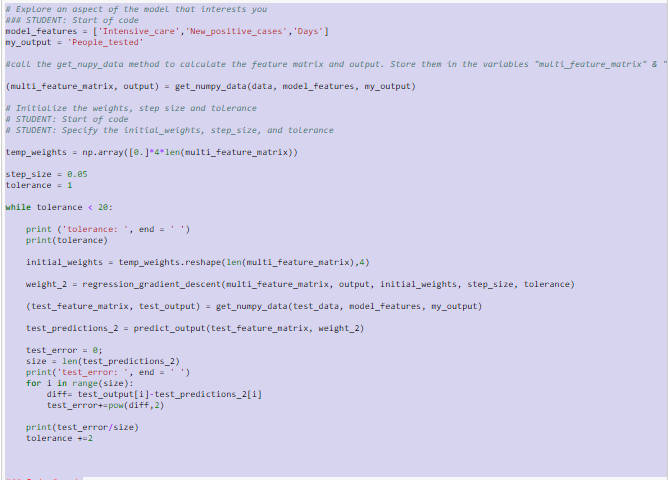 # Explore an aspect of the model that interests you
### STUDENT: Start of code
model_features = ['Intensive_care','New_positive_cases','Days']
my_output = 'People_tested'
#call the get_nupy_data method to calculate the feature matrix and output. Store them in the variables "multi_feature_matrix" & "
(multi_feature_matrix, output) = get_numpy_data(data, model_features, my_output)
# Initialize the weights, step size and tolerance
# STUDENT: Start of code
# STUDENT: Specify the initial_weights, step_size, and tolerance
temp_weights = np.array([0.]*4*len(multi_feature_matrix))
step_size = 0.05
tolerance = 1
while tolerance < 20:
print ('tolerance: ', end = ' ')
print(tolerance)
initial_weights = temp_weights.reshape(len(multi_feature_matrix),4)
weight_2 = regression_gradient_descent(multi_feature_matrix, output, initial_weights, step_size, tolerance)
(test_feature_matrix, test_output) = get_numpy_data(test_data, model_features, my_output)
test_predictions_2 = predict_output(test_feature_matrix, weight_2)
test_error = 0;
size = len(test_predictions_2)
print('test_error: ', end = ' ')
for i in range(size):
diff= test_output[i]-test_predictions_2[i]
test_error+=pow(diff,2)
print(test_error/size)
tolerance +=2